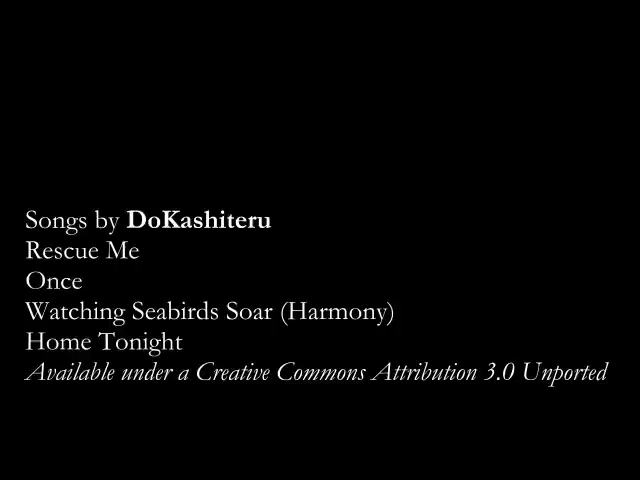 Songs by DoKashiteru
Rescue Me
Once
Watching Seabirds Soar (Harmony)
Home Tonight
Available under a Creative Commons Attribution 3.0 Unported